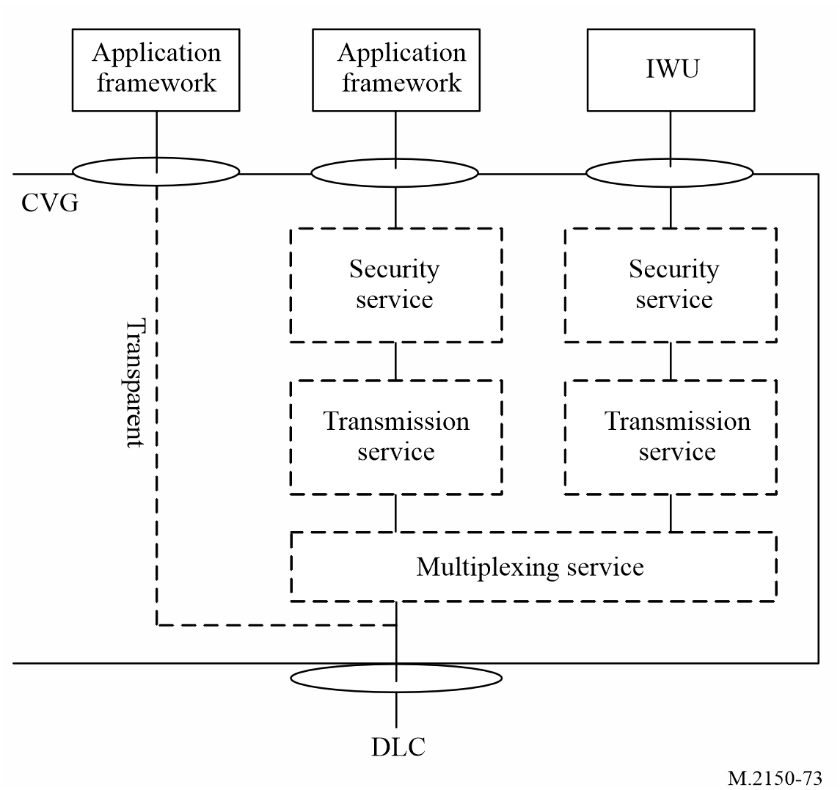 Application
framework
Application
framework
IWU
CVG
Security
service
Security
service
Transparent
Transmission
service
Transmission
service
Multiplexing service
DLC
M.2150-73